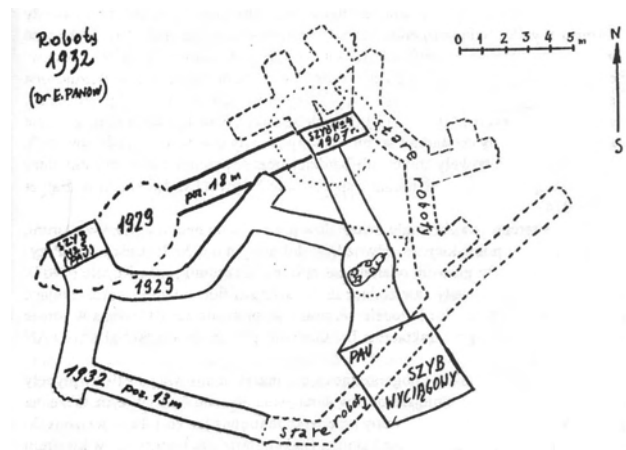 Roboty
1932
(Dr E. PANOW)
0 1 2 3 4 5 m
N
S
?
SZYB Nr 4
1907 r.
stare roboty
poz. 18 m
1929
SZYB
1929
PAU
SZYB
WYCIĄGOWY
1932
poz. 13 m
stare roboty